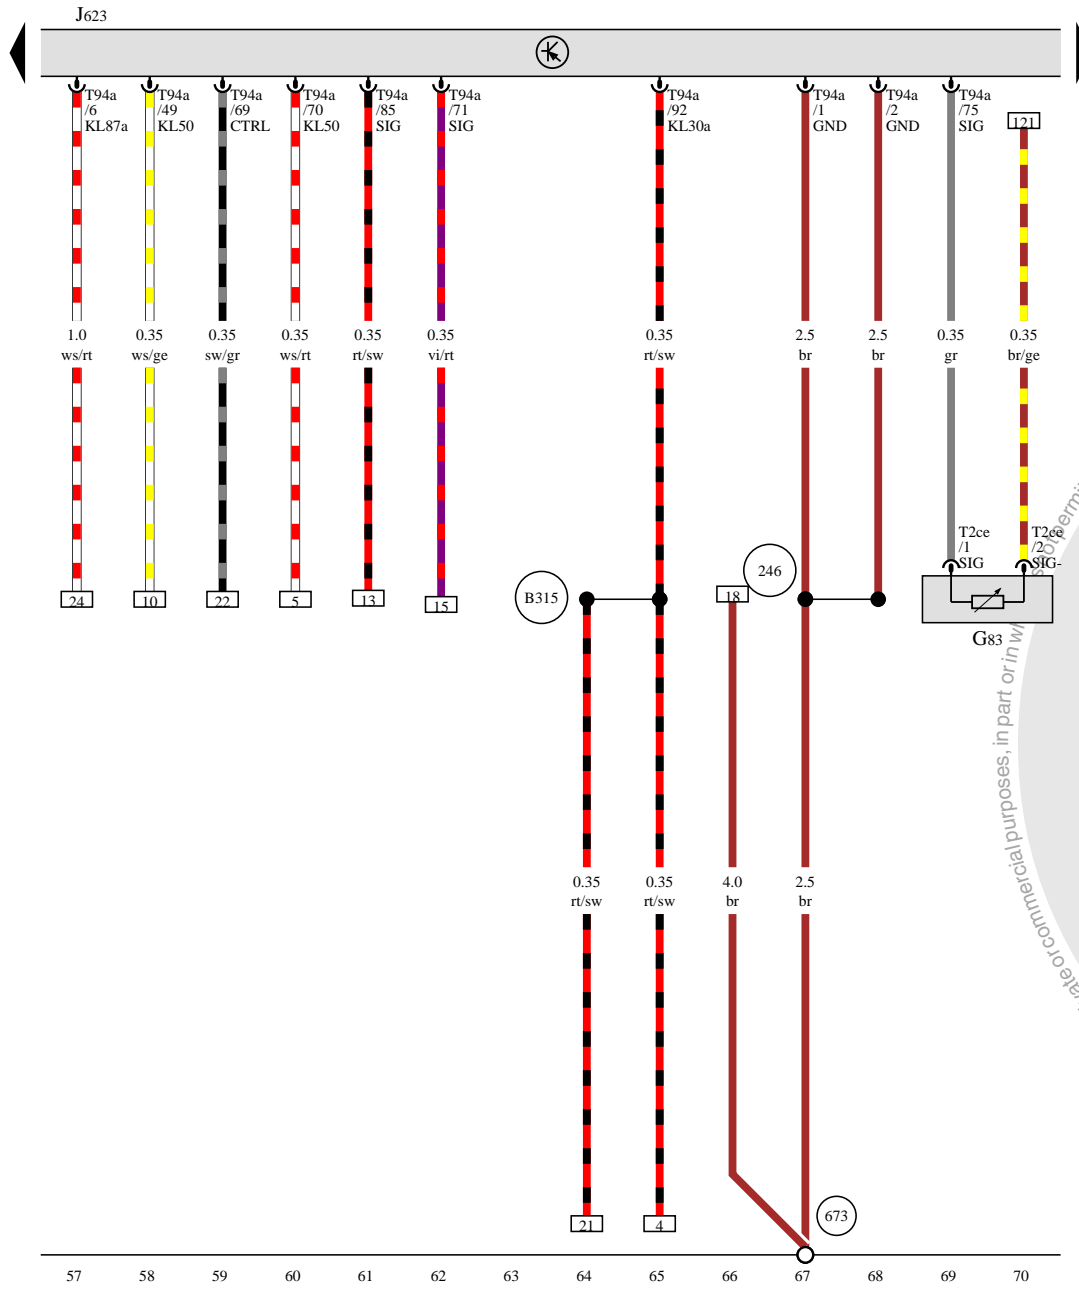 J623
T94a
/6
KL87a
T94a
/49
KL50
T94a
/69
CTRL
T94a
/70
KL50
T94a
/85
SIG
T94a
/71
SIG
T94a
/92
KL30a
T94a
/1
GND
T94a
/2
GND
T94a
/75
SIG
121
1.0
ws/rt
0.35
ws/ge
0.35
sw/gr
0.35
ws/rt
0.35
rt/sw
0.35
vi/rt
0.35
rt/sw
2.5
br
2.5
br
0.35
gr
0.35
br/ge
T2ce
/1
SIG
T2ce
/2
SIG-
24
10
22
5
13
15
B315
18
246
G83
0.35
rt/sw
0.35
rt/sw
4.0
br
2.5
br
21
4
673
57 58 59 60 61 62 63 64 65 66 67 68 69 70
commercial purposes, in part or in